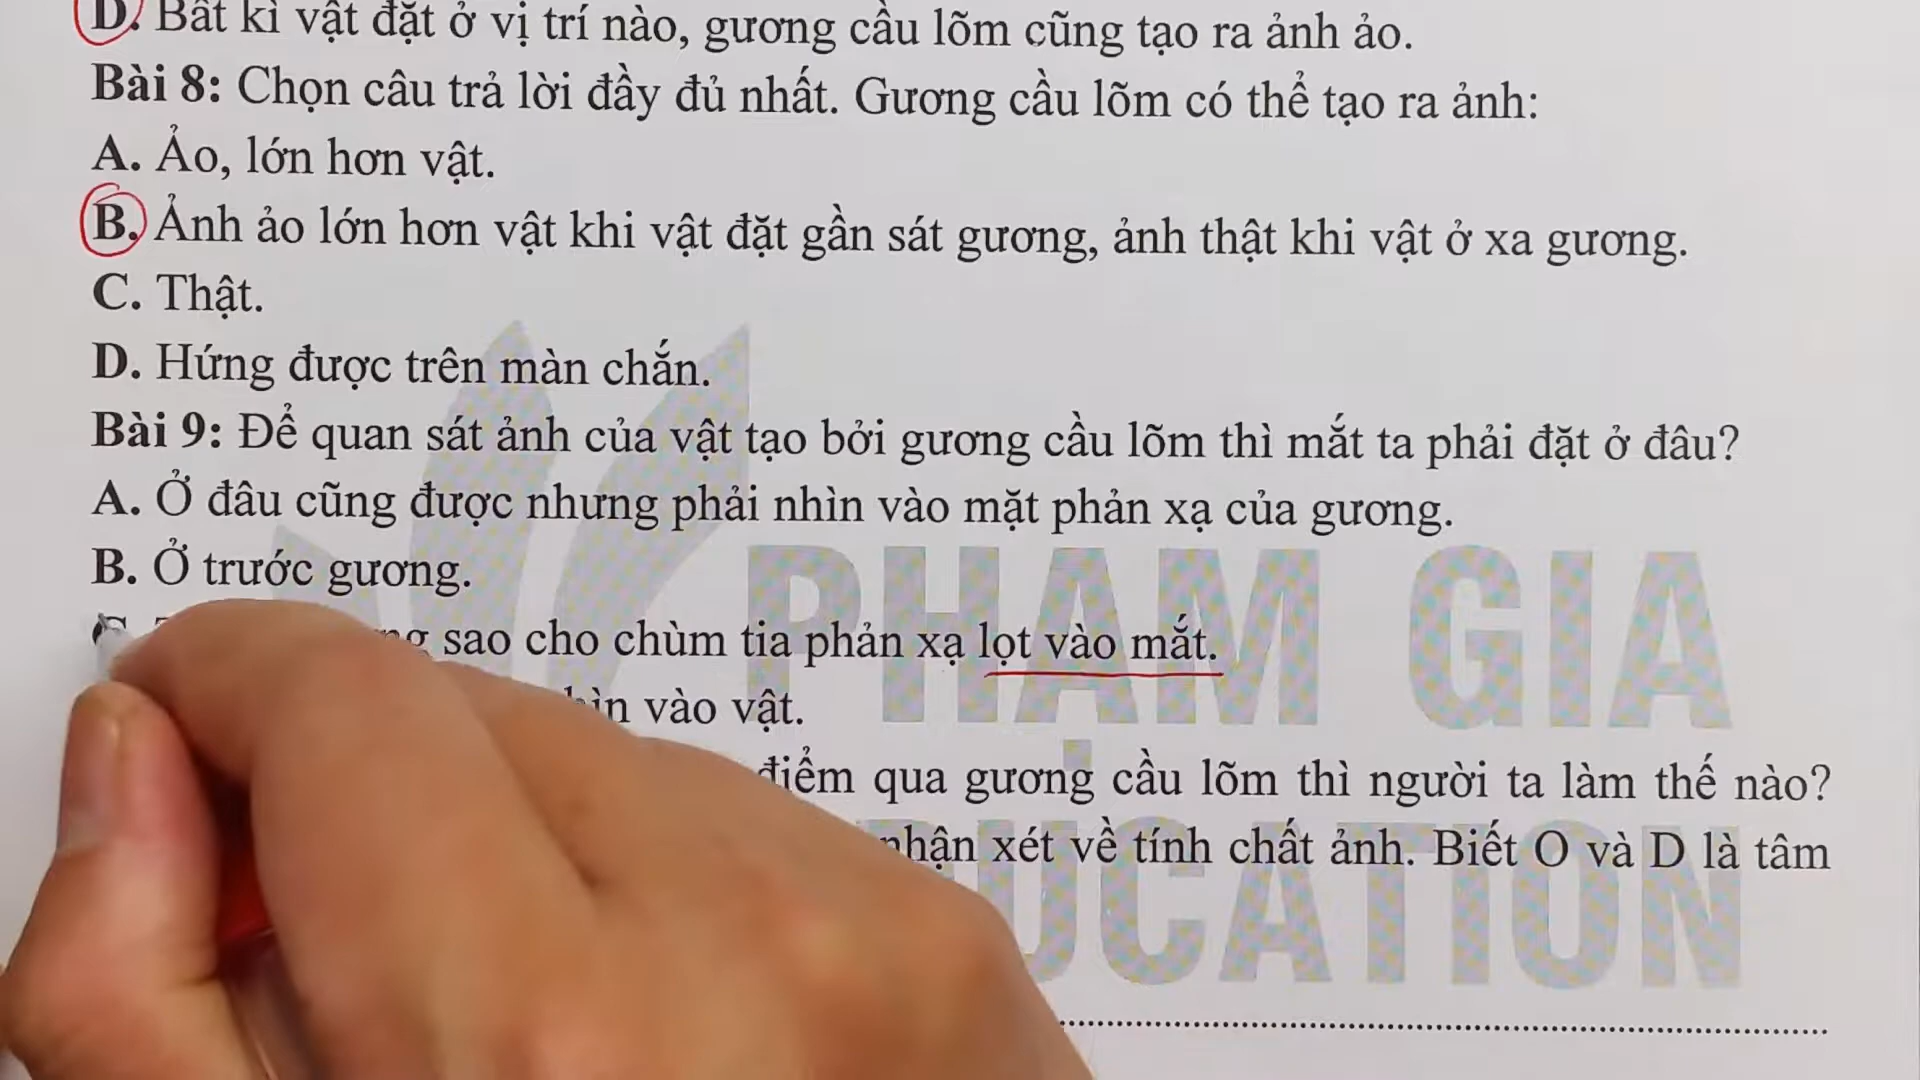 D. Bất kì vật đặt ở vị trí nào, gương cầu lõm cũng tạo ra ảnh ảo.
Bài 8: Chọn câu trả lời đầy đủ nhất. Gương cầu lõm có thể tạo ra ảnh:
A. Ảo, lớn hơn vật.
B. Ảnh ảo lớn hơn vật khi vật đặt gần sát gương, ảnh thật khi vật ở xa gương.
C. Thật.
D. Hứng được trên màn chắn.
Bài 9: Để quan sát ảnh của vật tạo bởi gương cầu lõm thì mắt ta phải đặt ở đâu?
A. Ở đâu cũng được nhưng phải nhìn vào mặt phản xạ của gương.
B. Ở trước gương.
sao cho chùm tia phản xạ lọt vào mắt.
vào vật.
điểm qua gương cầu lõm thì người ta làm thế nào?
nhận xét về tính chất ảnh. Biết O và D là tâm
PHẠM GIA
EDUCATION